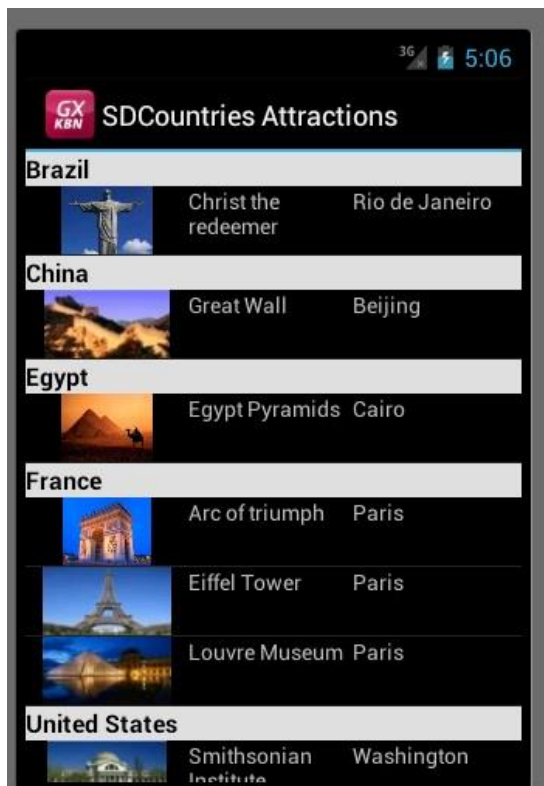 3G 5:06
GX
KBN
SDCountries Attractions
Brazil
Christ the
redeemer
Rio de Janeiro
China
Great Wall Beijing
Egypt
Egypt Pyramids Cairo
France
Arc of triumph Paris
Eiffel Tower Paris
Louvre Museum Paris
United States
Smithsonian
Institute
Washington